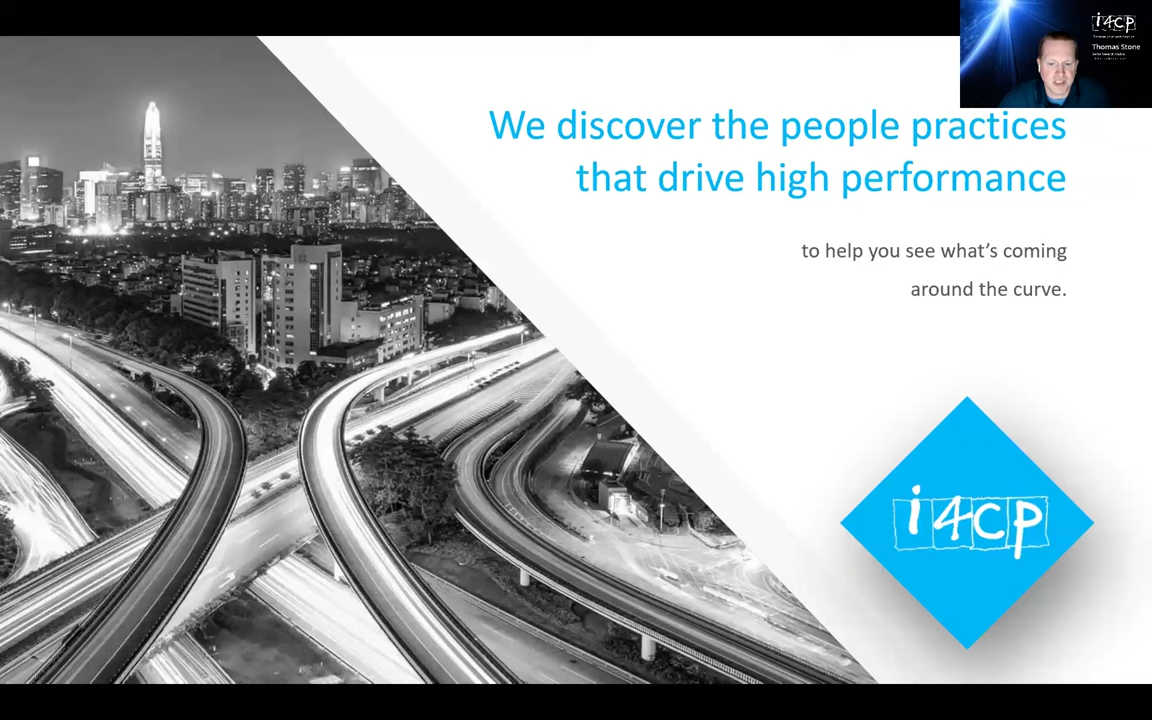 i4cp
Thomas Stone
We discover the people practices
that drive high performance
to help you see what's coming
around the curve.
i4cp